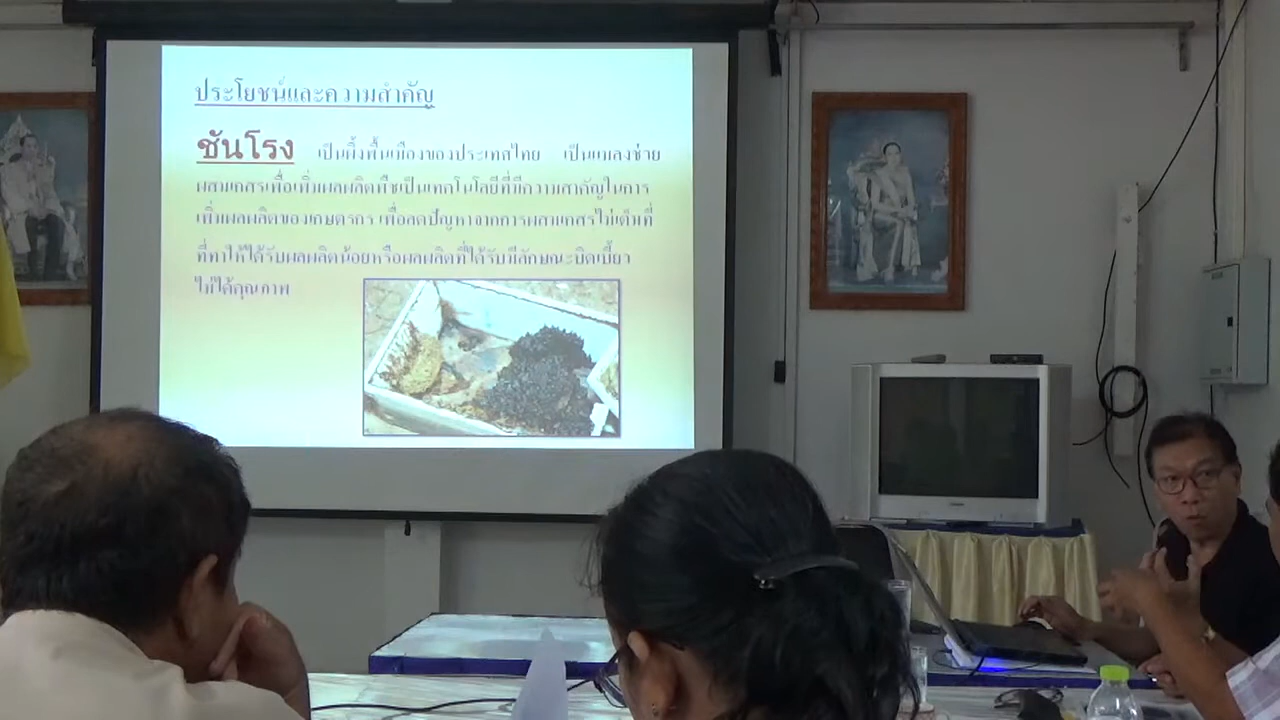 ประโยชน์และความสำคัญ
ชันโรง เป็นผึ้งพื้นเมืองของประเทศไทย เป็นแมลงช่วย
ผสมเกสรเพื่อเพิ่มผลผลิตพืชเป็นเทคโนโลยีที่มีความสำคัญในการ
เพิ่มผลผลิตของเกษตรกร เพื่อลดปัญหาจากการผสมเกสรไม่เต็มที่
ที่ทำให้ได้รับผลผลิตน้อยหรือผลผลิตที่ได้รับมีลักษณะบิดเบี้ยว
ไม่ได้คุณภาพ